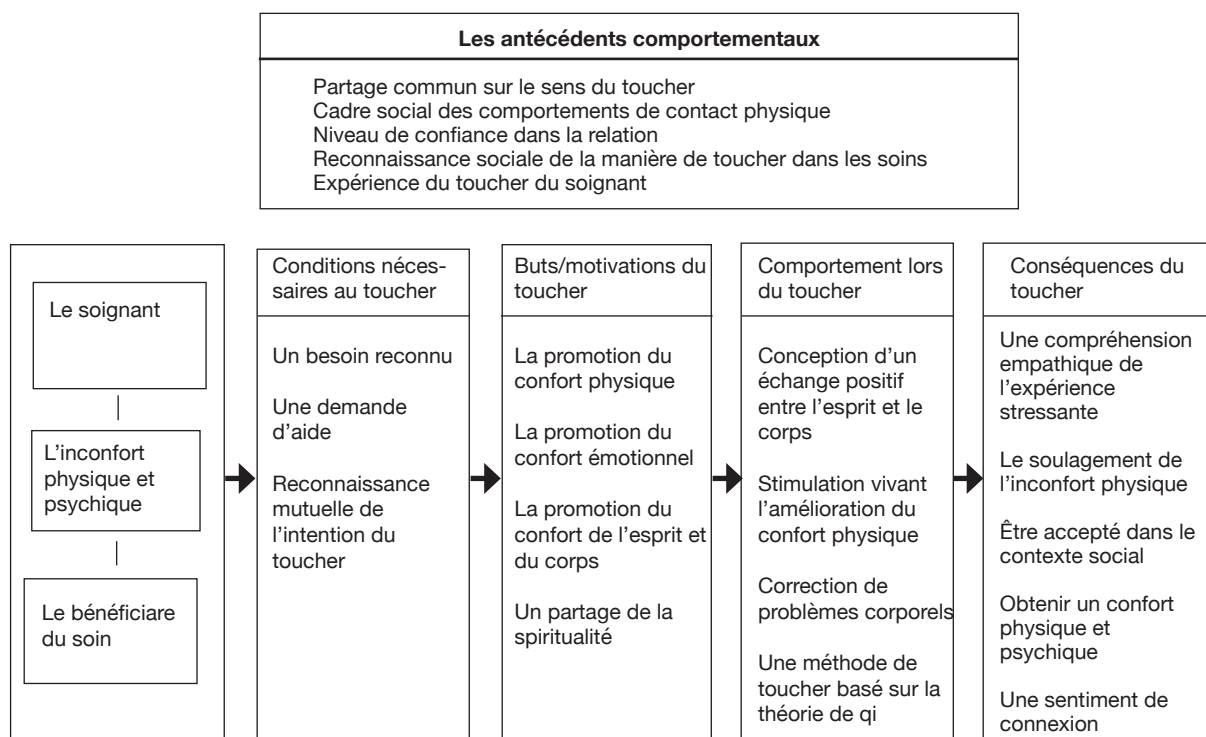 Les antécédents comportementaux
Partage commun sur le sens du toucher
Cadre social des comportements de contact physique
Niveau de confiance dans la relation
Reconnaissance sociale de la manière de toucher dans les soins
Expérience du toucher du soignant
Le soignant
L'inconfort
physique et
psychique
Le bénéficiare
du soin
Conditions néces-
saires au toucher
Un besoin reconnu
Une demande
d'aide
Reconnaissance
mutuelle de
l'intention du
toucher
Buts/motivations du
toucher
La promotion du
confort physique
La promotion du
confort émotionnel
La promotion du
confort de l'esprit et
du corps
Un partage de la
spiritualité
Comportement lors
du toucher
Conception d'un
échange positif
entre l'esprit et le
corps
Stimulation vivant
l'amélioration du
confort physique
Correction de
problèmes corporels
Une méthode de
toucher basé sur la
théorie de qi
Conséquences du
toucher
Une compréhension
empathique de
l'expérience
stressante
Le soulagement de
l'inconfort physique
Être accepté dans le
contexte social
Obtenir un confort
physique et
psychique
Une sentiment de
connexion